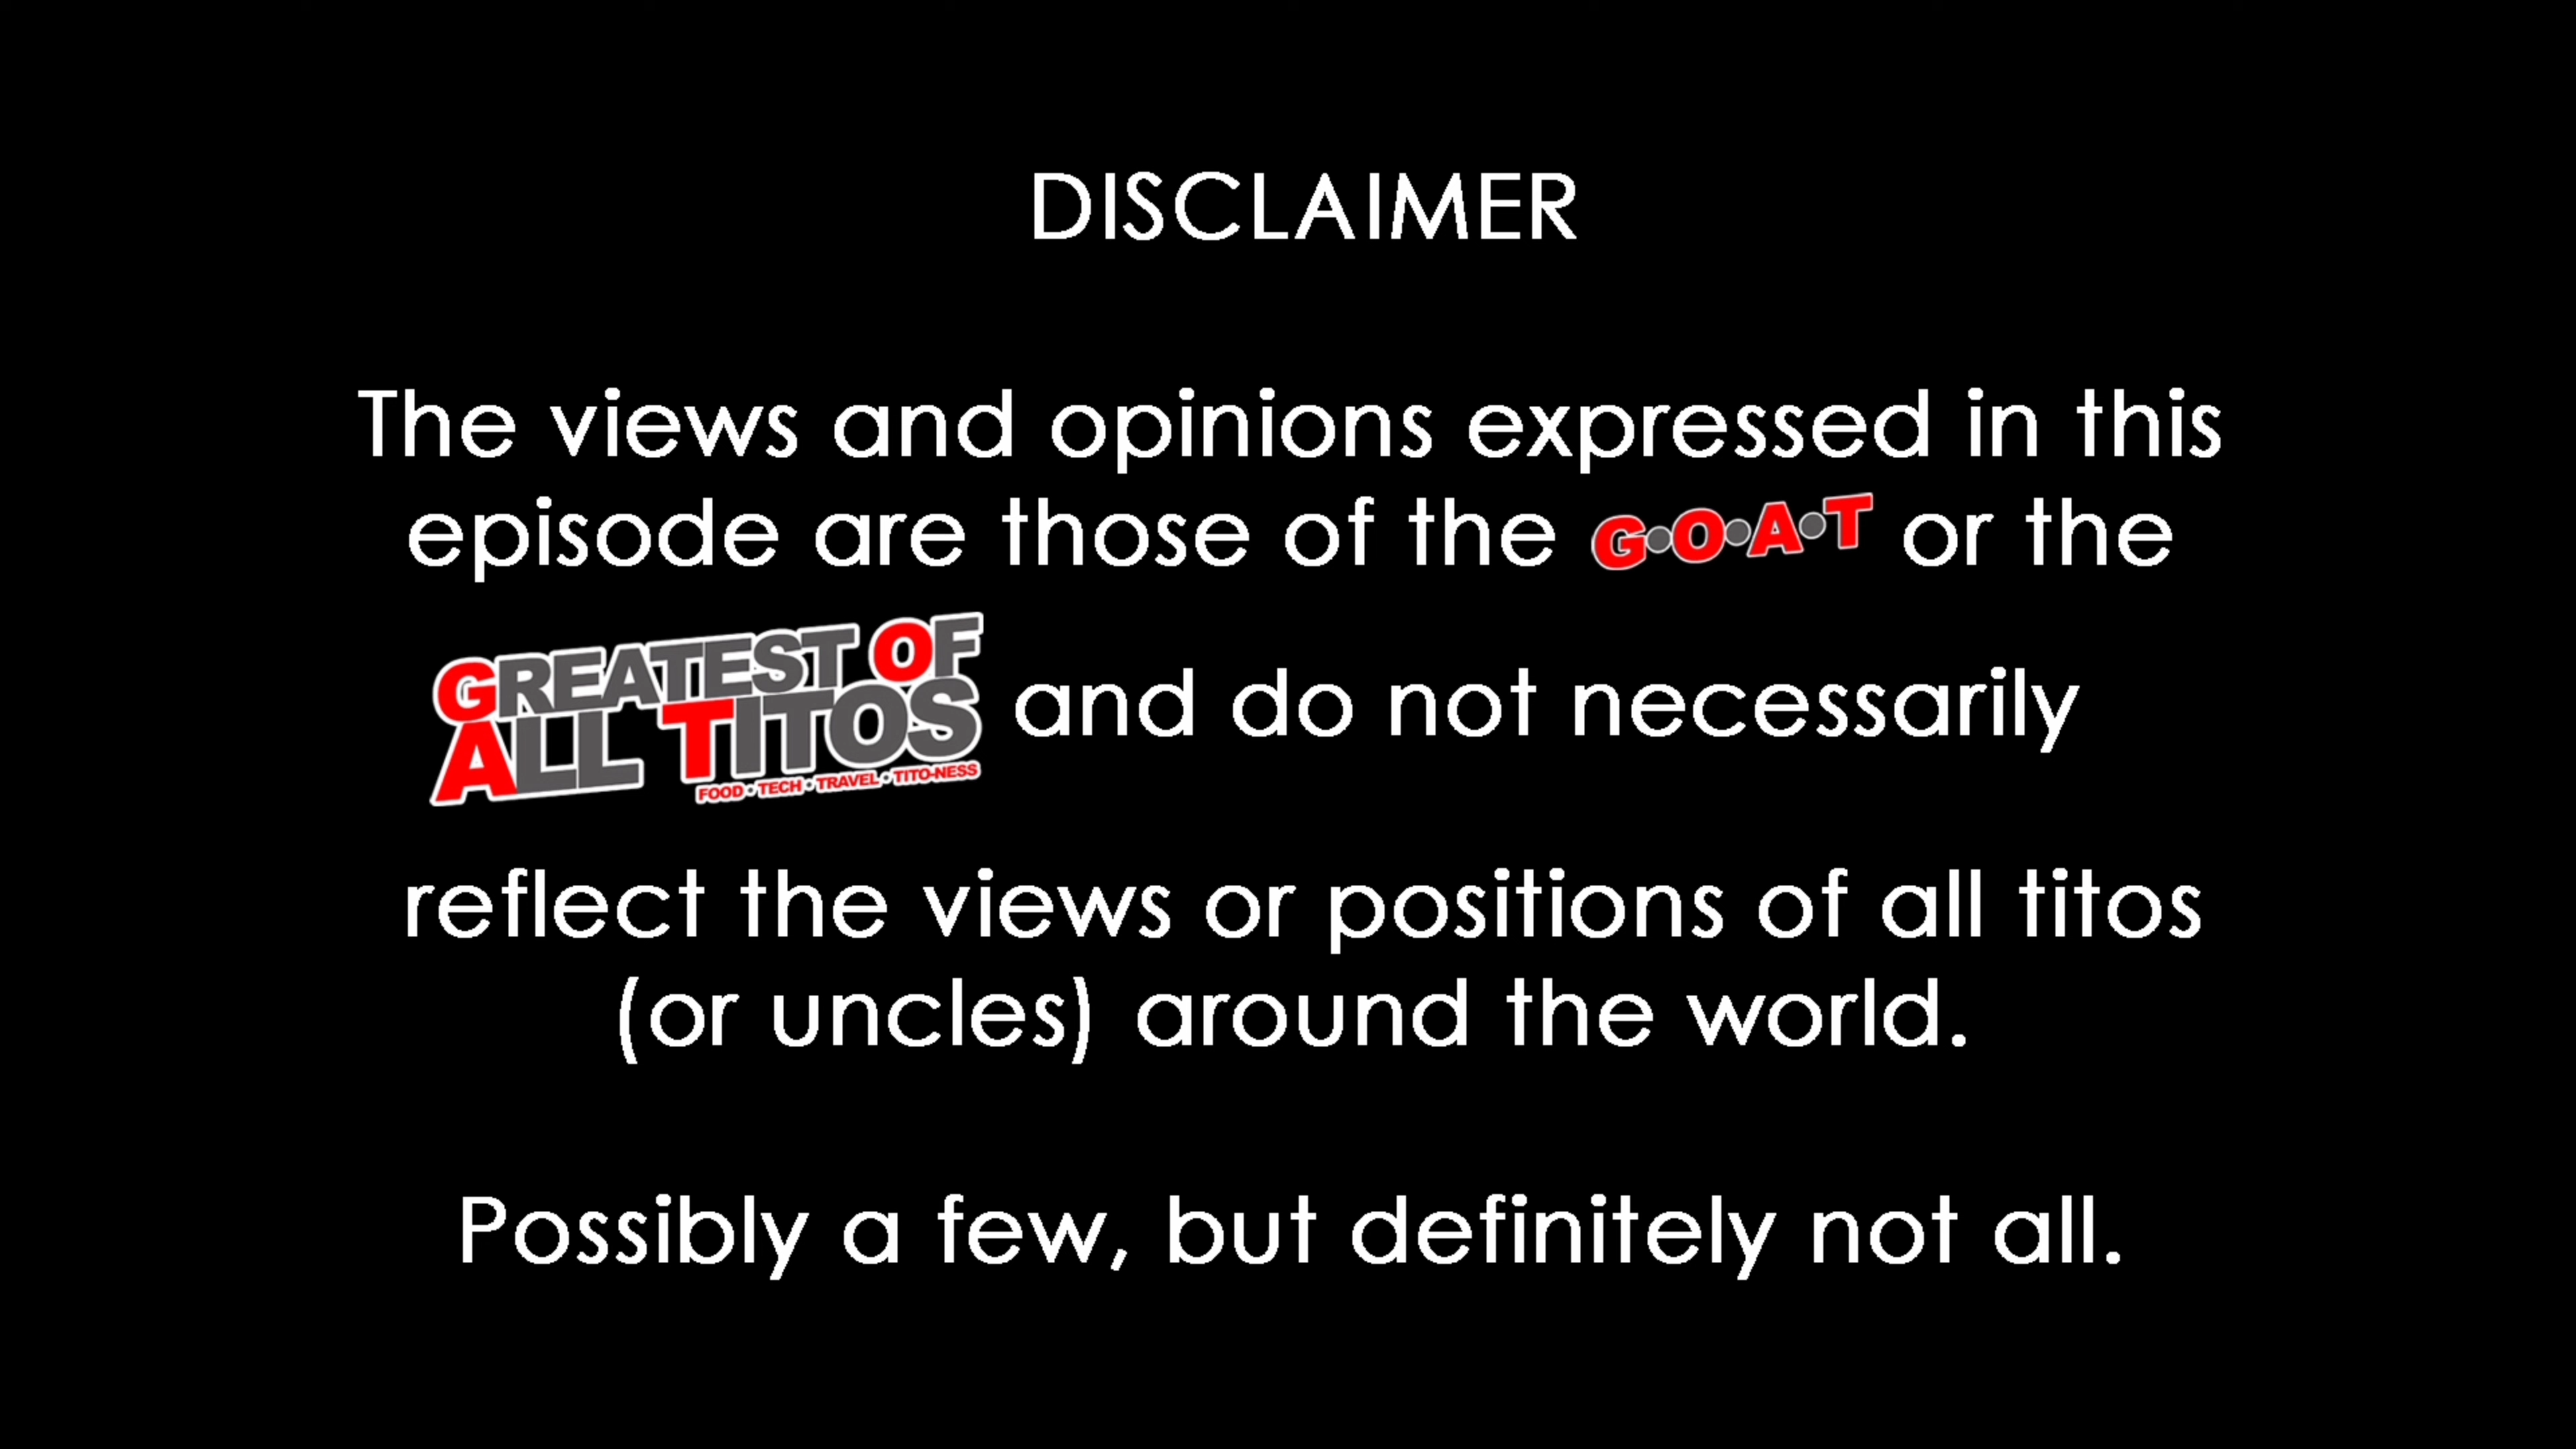 DISCLAIMER
The views and opinions expressed in this
episode are those of the G•O•A•T or the
GREATEST OF
ALL TITOS
FOOD • TECH • TRAVEL • TITO-NESS
and do not necessarily
reflect the views or positions of all titos
(or uncles) around the world.
Possibly a few, but definitely not all.